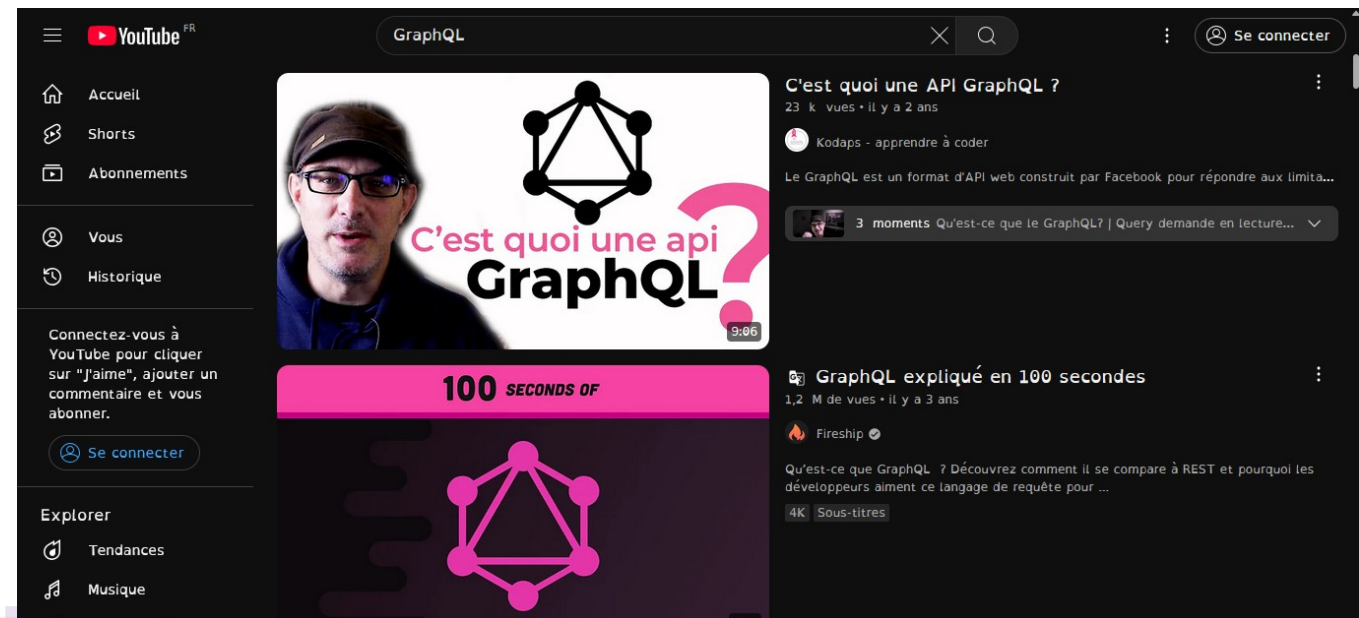 YouTube FR
GraphQL
Se connecter
Accueil
Shorts
Abonnements
Vous
Historique
Connectez-vous à
YouTube pour cliquer
sur "J'aime", ajouter un
commentaire et vous
abonner.
Se connecter
Explorer
Tendances
Musique
C'est quoi une api
GraphQL
?
9:06
C'est quoi une API GraphQL ?
23 k vues • il y a 2 ans
Kodaps - apprendre à coder
Le GraphQL est un format d'API web construit par Facebook pour répondre aux limita...
3 moments Qu'est-ce que le GraphQL? | Query demande en lecture...
100 SECONDS OF
GraphQL expliqué en 100 secondes
1,2 M de vues • il y a 3 ans
Fireship
Qu'est-ce que GraphQL ? Découvrez comment il se compare à REST et pourquoi les
développeurs aiment ce langage de requête pour ...
4K Sous-titres